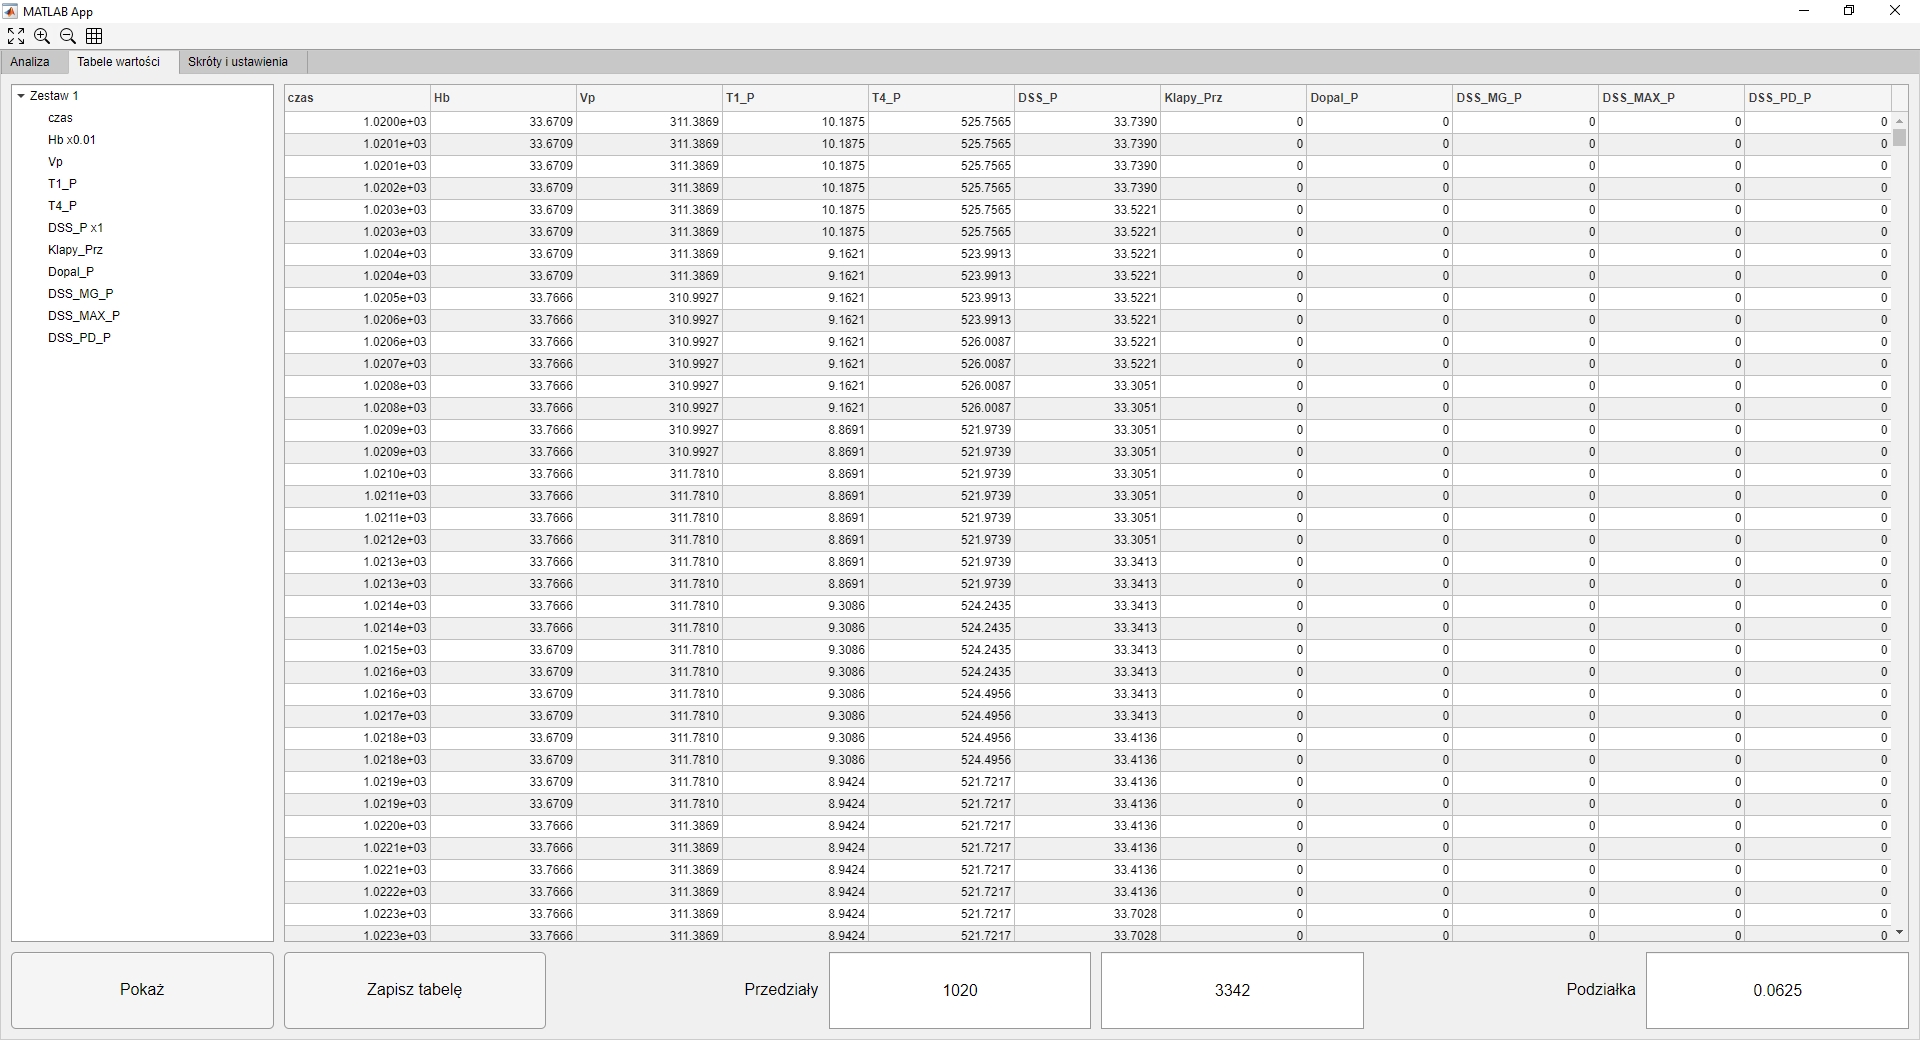 MATLAB App
Analiza Tabele wartości Skróty i ustawienia
Zestaw 1
czas
Hb x0.01
Vp
T1_P
T4_P
DSS_P x1
Klapy_Prz
Dopal_P
DSS_MG_P
DSS_MAX_P
DSS_PD_P
czas Hb Vp T1_P T4_P DSS_P Klapy_Prz Dopal_P DSS_MG_P DSS_MAX_P DSS_PD_P
1.0200e+03 33.6709 311.3869 10.1875 525.7565 33.7390 0 0 0 0 0
1.0201e+03 33.6709 311.3869 10.1875 525.7565 33.7390 0 0 0 0 0
1.0201e+03 33.6709 311.3869 10.1875 525.7565 33.7390 0 0 0 0 0
1.0202e+03 33.6709 311.3869 10.1875 525.7565 33.7390 0 0 0 0 0
1.0203e+03 33.6709 311.3869 10.1875 525.7565 33.5221 0 0 0 0 0
1.0203e+03 33.6709 311.3869 10.1875 525.7565 33.5221 0 0 0 0 0
1.0204e+03 33.6709 311.3869 9.1621 523.9913 33.5221 0 0 0 0 0
1.0204e+03 33.6709 311.3869 9.1621 523.9913 33.5221 0 0 0 0 0
1.0205e+03 33.7666 310.9927 9.1621 523.9913 33.5221 0 0 0 0 0
1.0206e+03 33.7666 310.9927 9.1621 523.9913 33.5221 0 0 0 0 0
1.0206e+03 33.7666 310.9927 9.1621 526.0087 33.5221 0 0 0 0 0
1.0207e+03 33.7666 310.9927 9.1621 526.0087 33.5221 0 0 0 0 0
1.0208e+03 33.7666 310.9927 9.1621 526.0087 33.3051 0 0 0 0 0
1.0208e+03 33.7666 310.9927 9.1621 526.0087 33.3051 0 0 0 0 0
1.0209e+03 33.7666 310.9927 8.8691 521.9739 33.3051 0 0 0 0 0
1.0209e+03 33.7666 310.9927 8.8691 521.9739 33.3051 0 0 0 0 0
1.0210e+03 33.7666 311.7810 8.8691 521.9739 33.3051 0 0 0 0 0
1.0211e+03 33.7666 311.7810 8.8691 521.9739 33.3051 0 0 0 0 0
1.0211e+03 33.7666 311.7810 8.8691 521.9739 33.3051 0 0 0 0 0
1.0212e+03 33.7666 311.7810 8.8691 521.9739 33.3051 0 0 0 0 0
1.0213e+03 33.7666 311.7810 8.8691 521.9739 33.3413 0 0 0 0 0
1.0213e+03 33.7666 311.7810 8.8691 521.9739 33.3413 0 0 0 0 0
1.0214e+03 33.7666 311.7810 9.3086 524.2435 33.3413 0 0 0 0 0
1.0214e+03 33.7666 311.7810 9.3086 524.2435 33.3413 0 0 0 0 0
1.0215e+03 33.6709 311.7810 9.3086 524.2435 33.3413 0 0 0 0 0
1.0216e+03 33.6709 311.7810 9.3086 524.2435 33.3413 0 0 0 0 0
1.0216e+03 33.6709 311.7810 9.3086 524.4956 33.3413 0 0 0 0 0
1.0217e+03 33.6709 311.7810 9.3086 524.4956 33.3413 0 0 0 0 0
1.0218e+03 33.6709 311.7810 9.3086 524.4956 33.4136 0 0 0 0 0
1.0218e+03 33.6709 311.7810 9.3086 524.4956 33.4136 0 0 0 0 0
1.0219e+03 33.6709 311.7810 8.9424 521.7217 33.4136 0 0 0 0 0
1.0219e+03 33.6709 311.7810 8.9424 521.7217 33.4136 0 0 0 0 0
1.0220e+03 33.7666 311.3869 8.9424 521.7217 33.4136 0 0 0 0 0
1.0221e+03 33.7666 311.3869 8.9424 521.7217 33.4136 0 0 0 0 0
1.0221e+03 33.7666 311.3869 8.9424 521.7217 33.4136 0 0 0 0 0
1.0222e+03 33.7666 311.3869 8.9424 521.7217 33.4136 0 0 0 0 0
1.0223e+03 33.7666 311.3869 8.9424 521.7217 33.7028 0 0 0 0 0
1.0223e+03 33.7666 311.3869 8.9424 521.7217 33.7028 0 0 0 0 0
Pokaż Zapisz tabelę Przedziały 1020 3342 Podziałka 0.0625